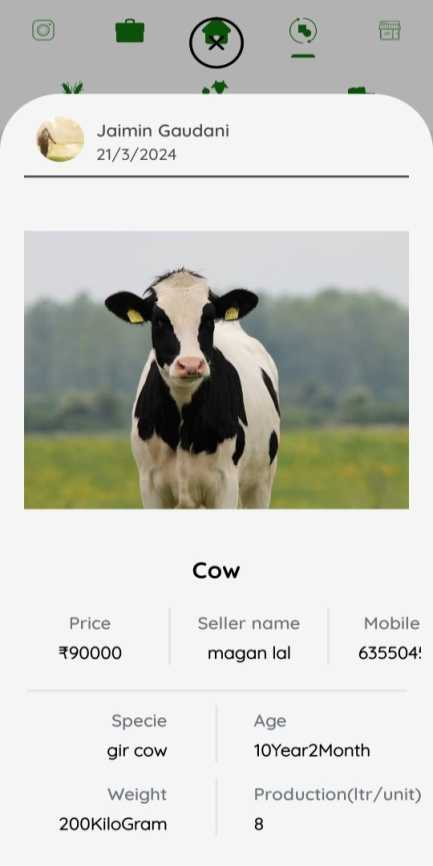 Jaimin Gaudani
21/3/2024
Cow
Price
Seller name
Mobile
₹90000
magan lal
635504
Specie
Age
gir cow
10Year2Month
Weight
Production(ltr/unit)
200KiloGram
8